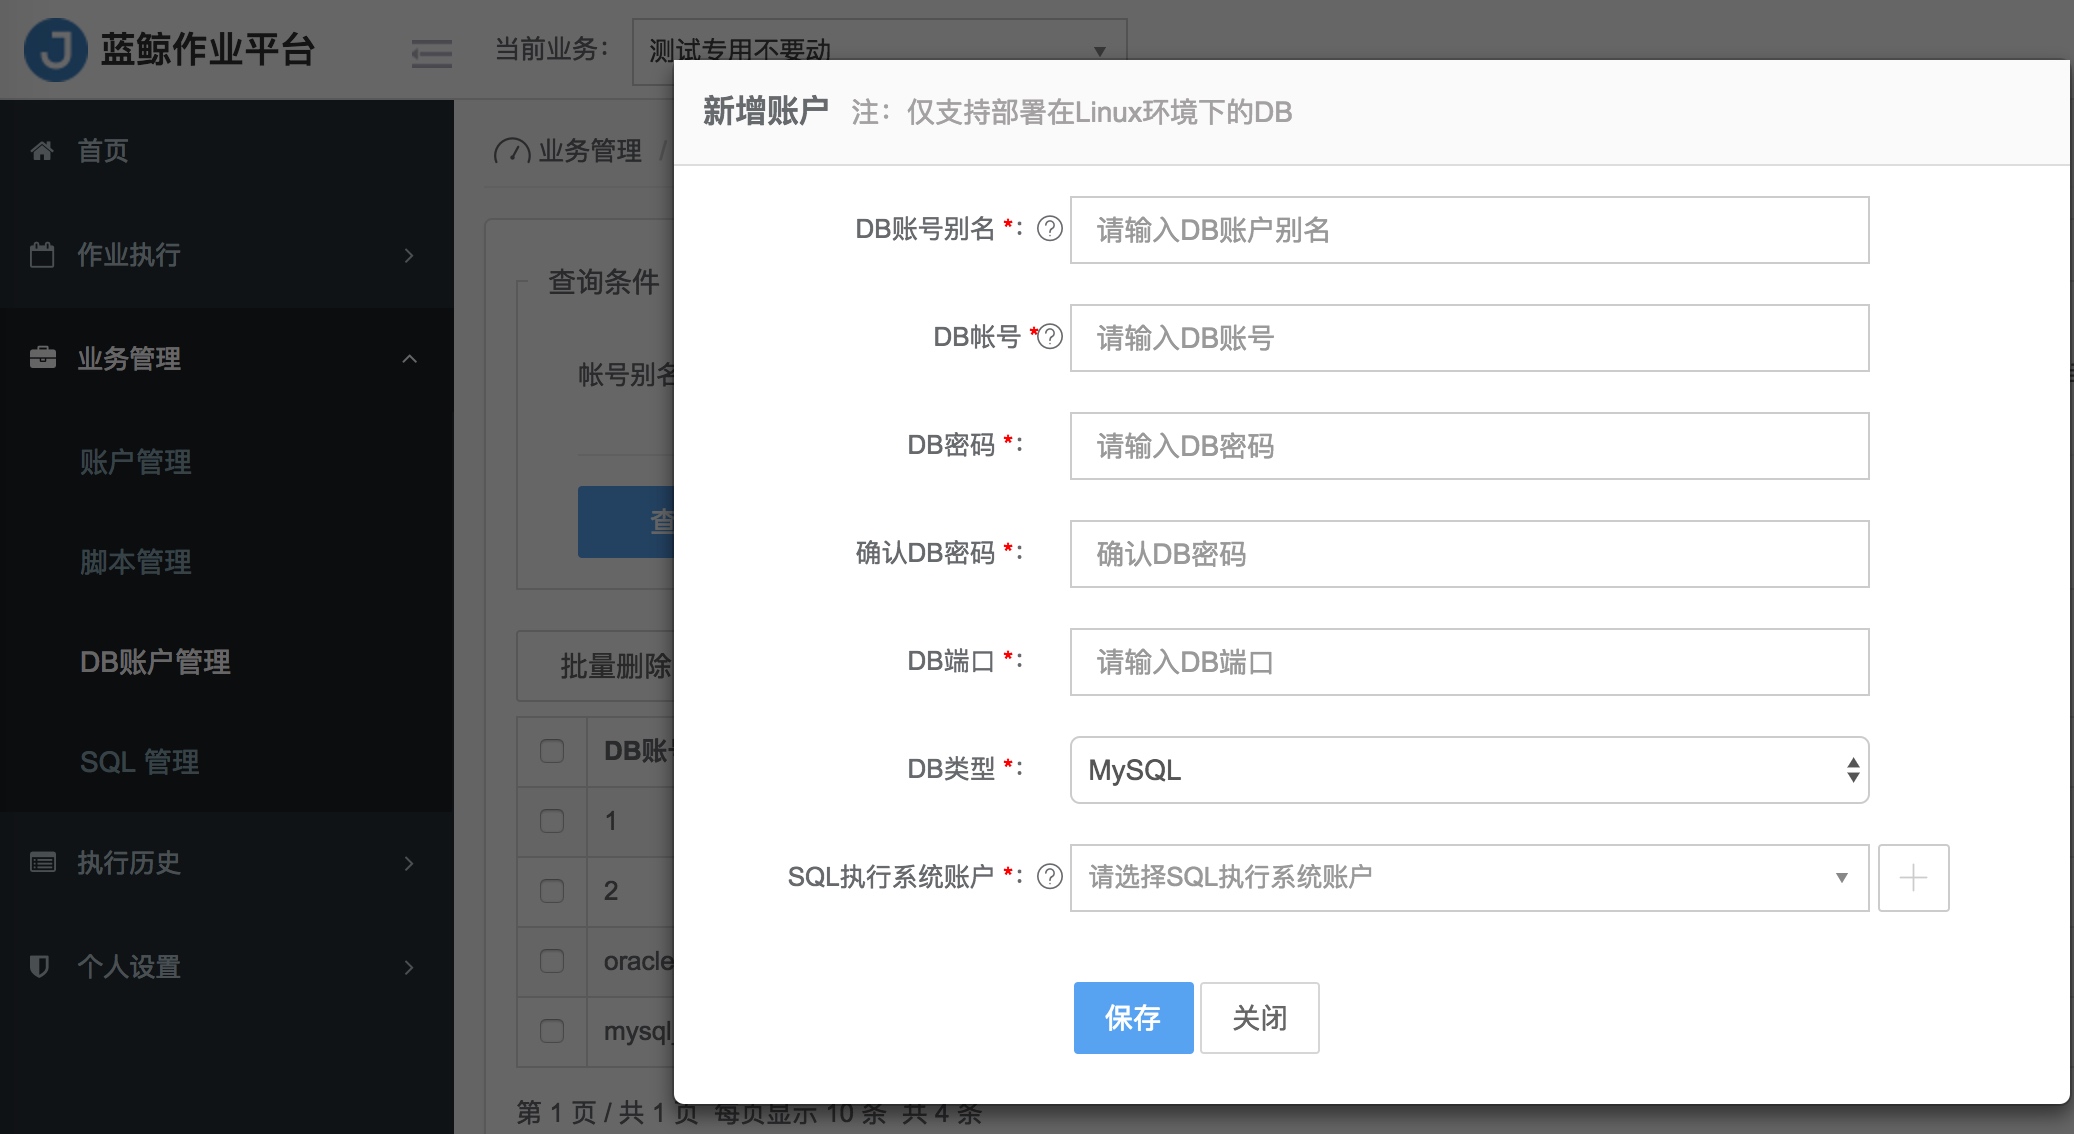 蓝鲸作业平台
当前业务：
测试专用不要动
首页
作业执行
业务管理
账户管理
脚本管理
DB账户管理
SQL 管理
执行历史
个人设置
业务管理 /
查询条件
帐号别名
查
批量删除
DB账号
1
2
oracle
mysql_
第 1 页 / 共 1 页 每页显示 10 条 共 4 条
新增账户 注：仅支持部署在Linux环境下的DB
DB账号别名 *： ? 请输入DB账户别名
DB帐号 * ? 请输入DB账号
DB密码 *： 请输入DB密码
确认DB密码 *： 确认DB密码
DB端口 *： 请输入DB端口
DB类型 *： MySQL
SQL执行系统账户 *： ? 请选择SQL执行系统账户
保存 关闭